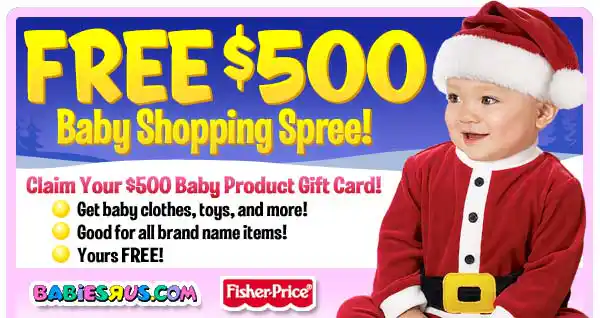 FREE $500
Baby Shopping Spree!
Claim Your $500 Baby Product Gift Card!
Get baby clothes, toys, and more!
Good for all brand name items!
Yours FREE!
BABIESRUS.COM
Fisher-Price®